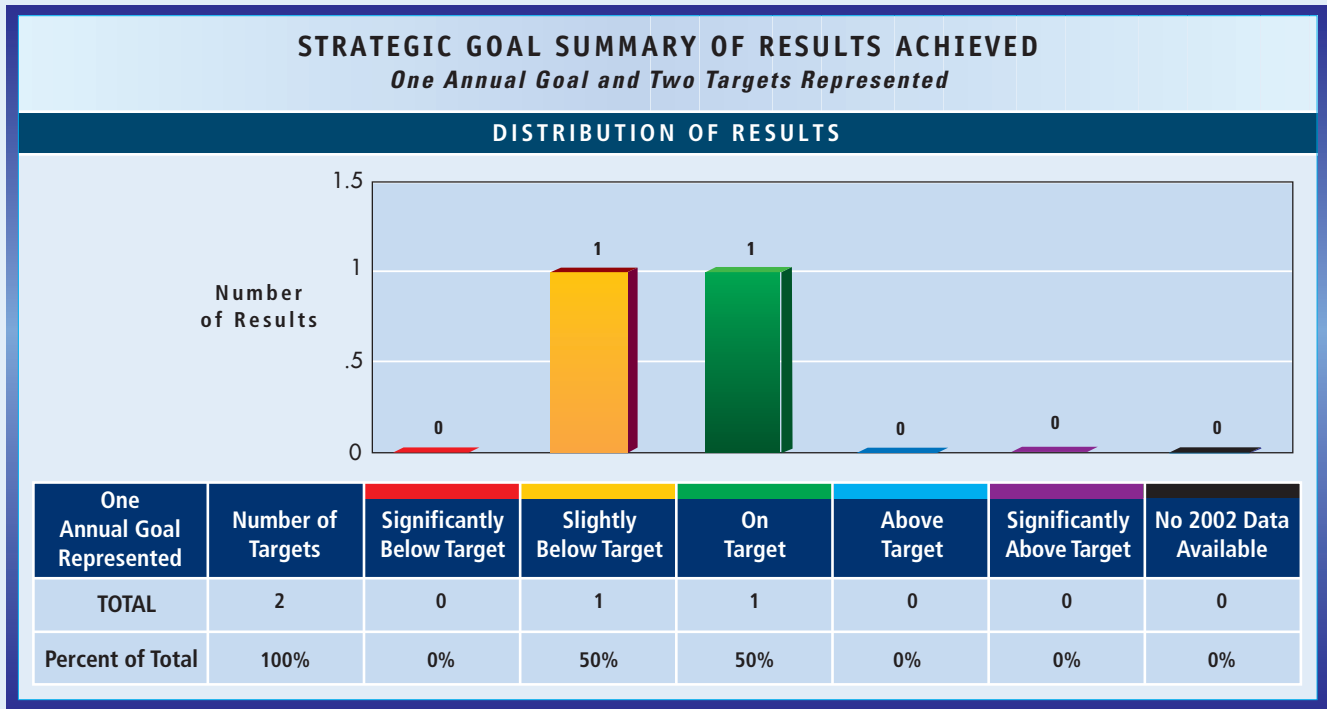 STRATEGIC GOAL SUMMARY OF RESULTS ACHIEVED
One Annual Goal and Two Targets Represented
DISTRIBUTION OF RESULTS
1.5
1
.5
0
Number
of Results
0
1
1
0
0
0
One
Annual Goal
Represented
Number of
Targets
Significantly
Below Target
Slightly
Below Target
On
Target
Above
Target
Significantly
Above Target
No 2002 Data
Available
TOTAL 2 0 1 1 0 0 0
Percent of Total 100% 0% 50% 50% 0% 0% 0%